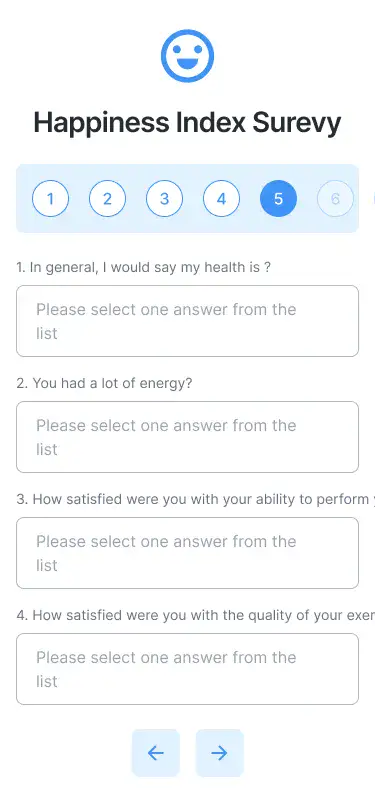 Happiness Index Surevy
1 2 3 4 5 6
1. In general, I would say my health is ?
Please select one answer from the
list
2. You had a lot of energy?
Please select one answer from the
list
3. How satisfied were you with your ability to perform
Please select one answer from the
list
4. How satisfied were you with the quality of your
Please select one answer from the
list